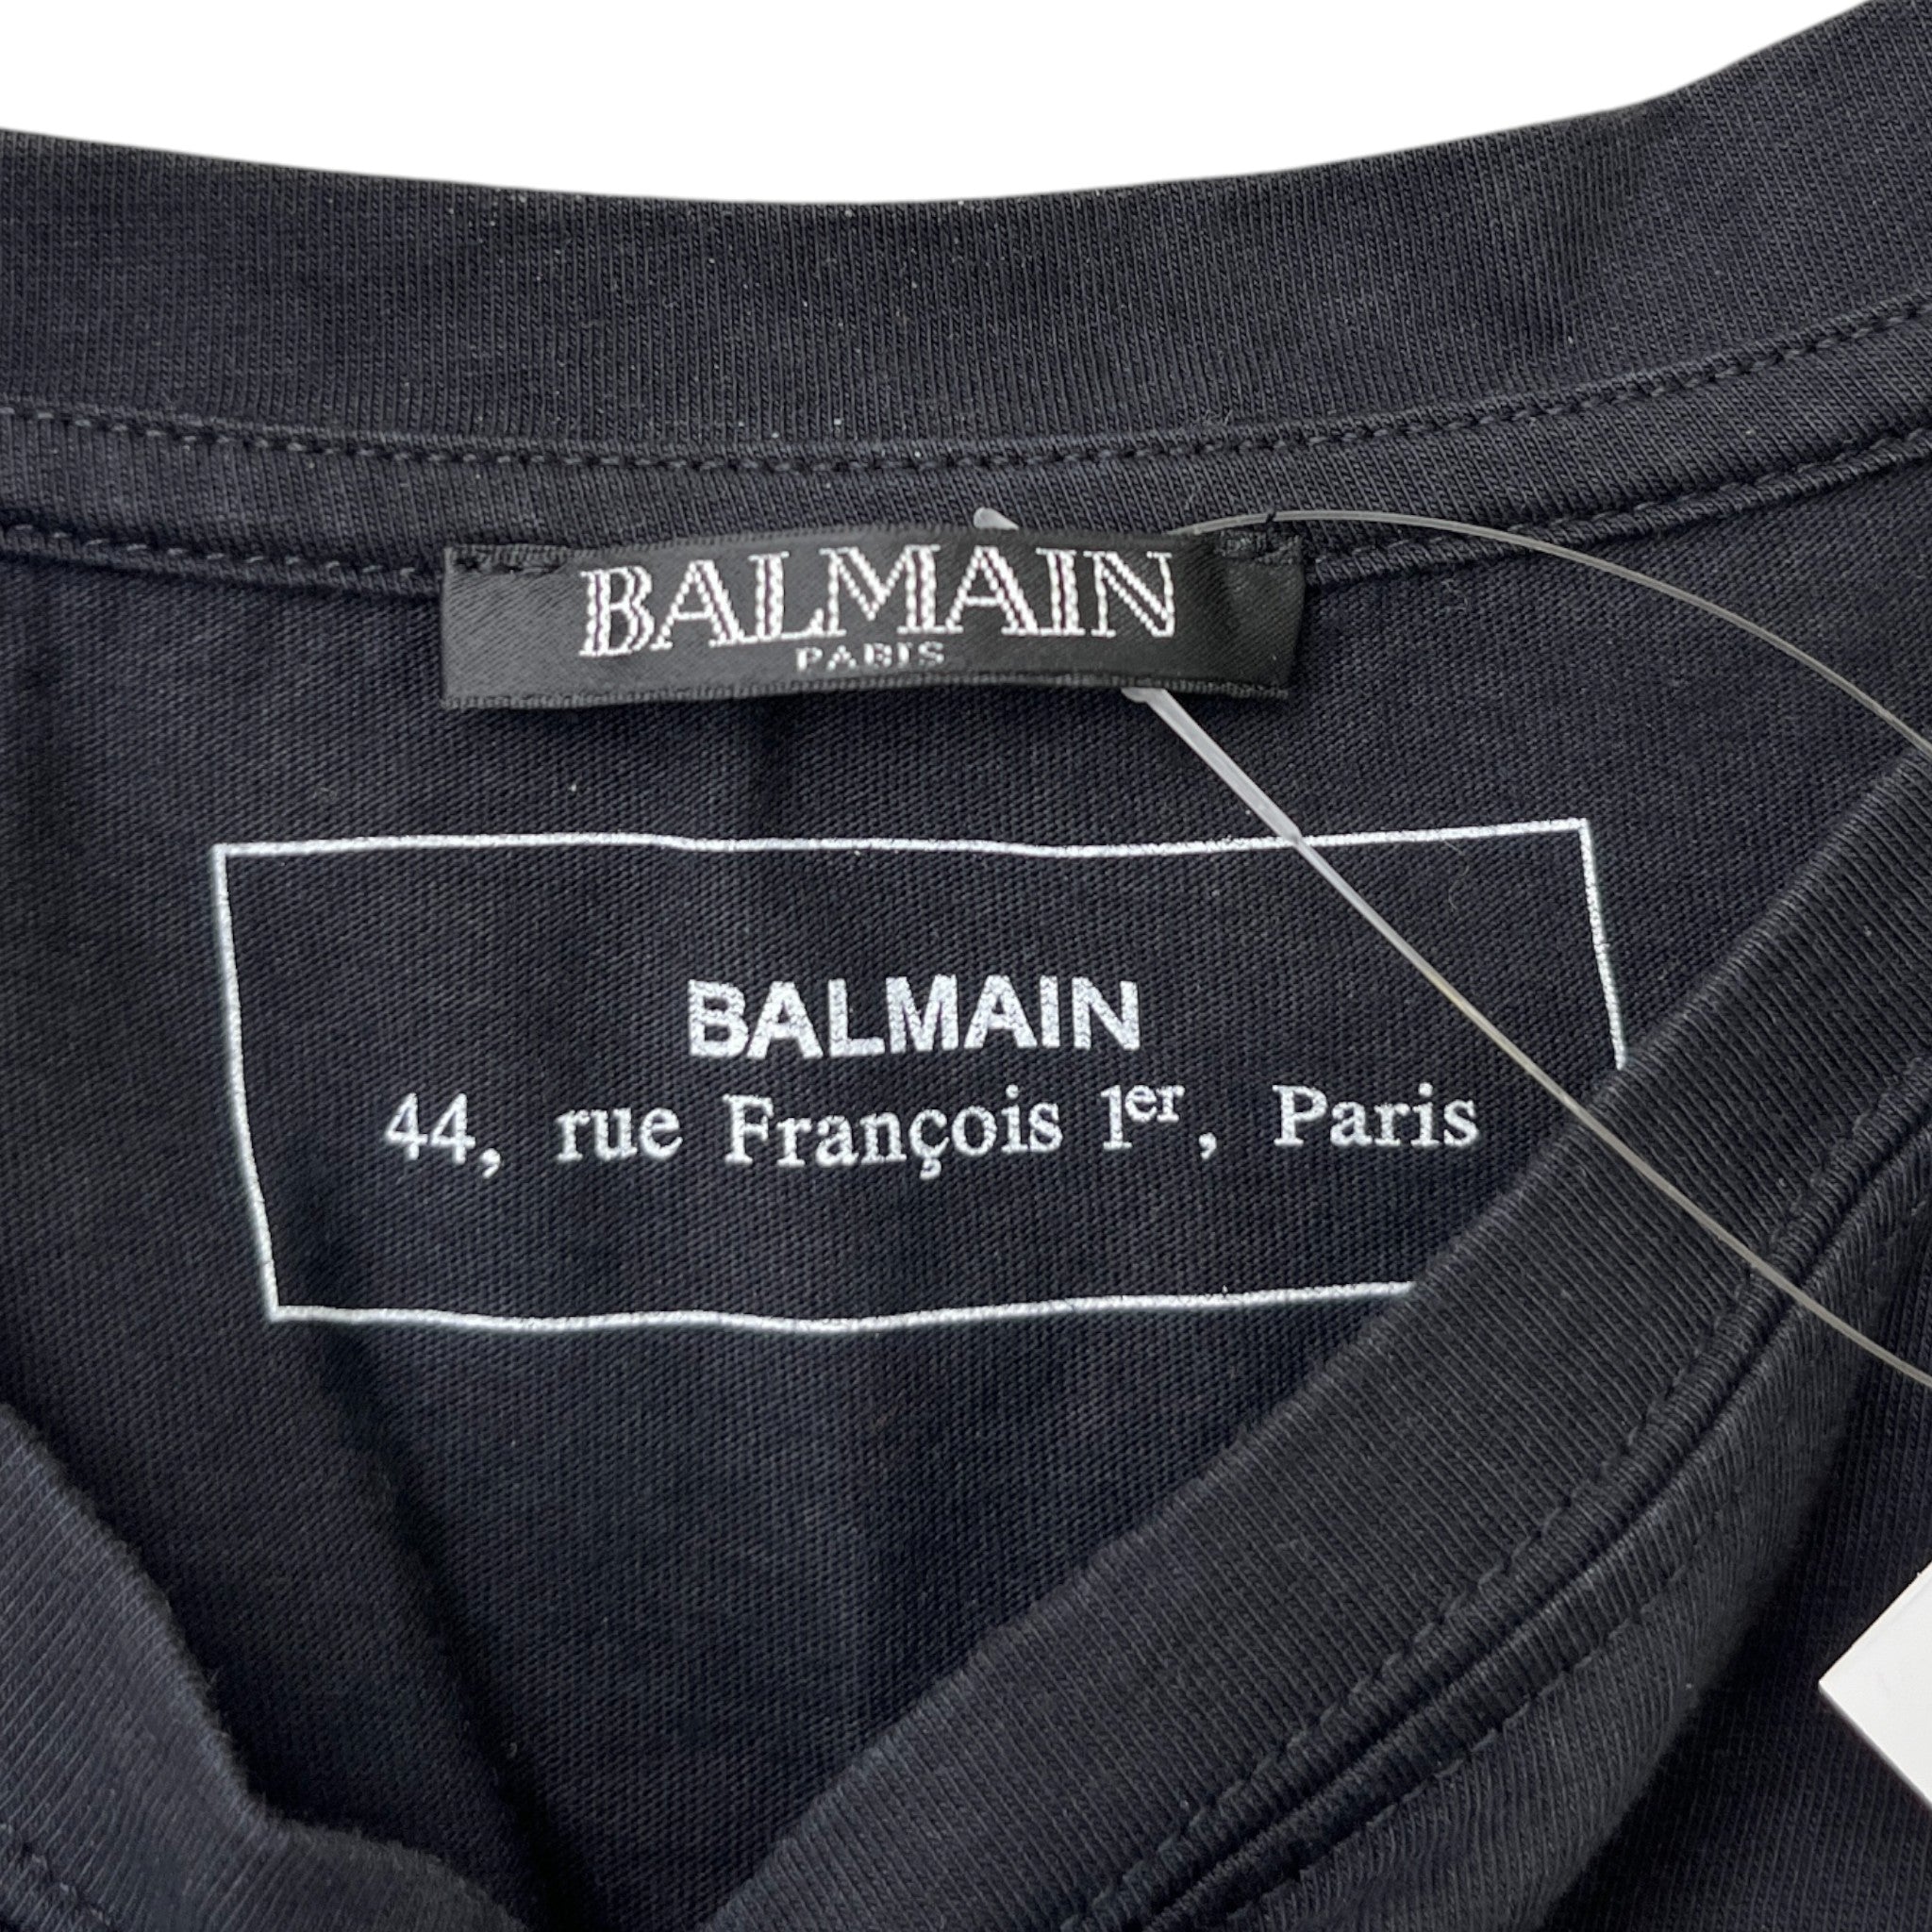 BALMAIN
PARIS
BALMAIN
44, rue François 1er, Paris